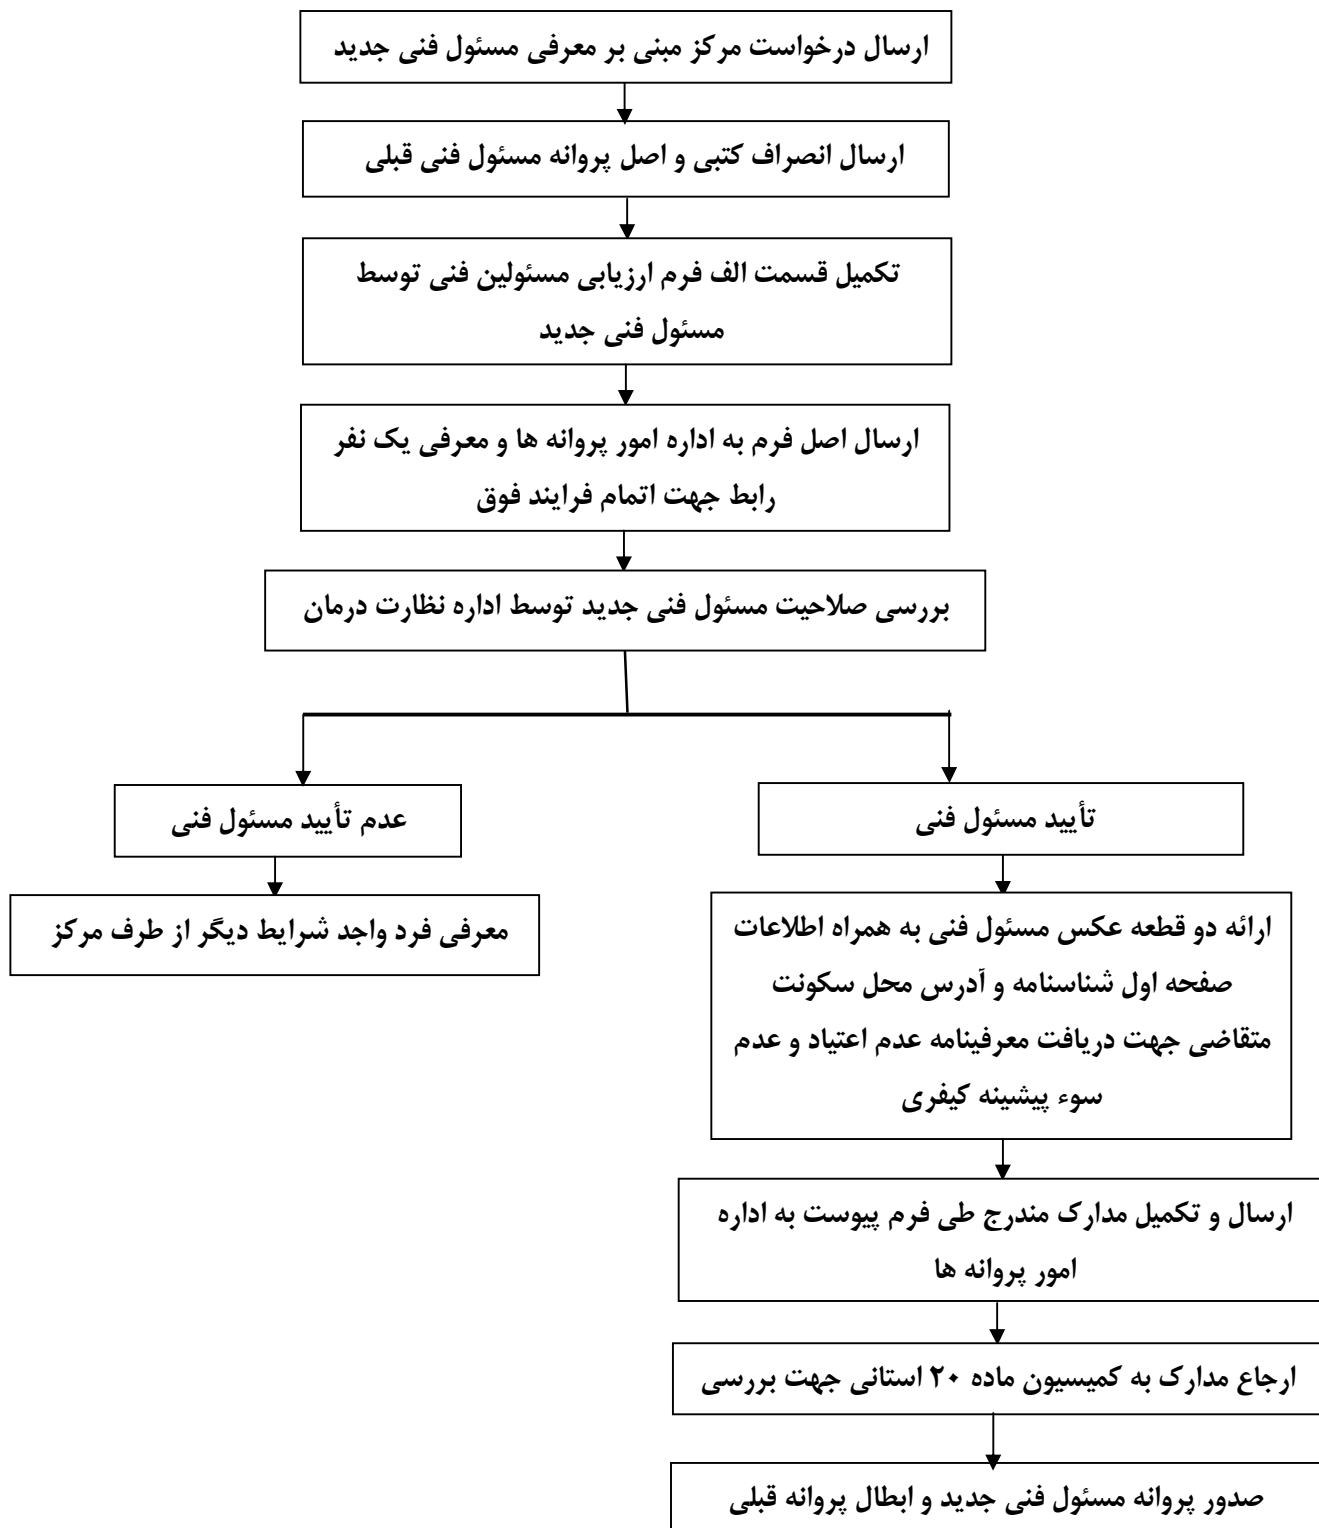 ارسال درخواست مرکز مبنی بر معرفی مسئول فنی جدید
ارسال انصراف کتبی و اصل پروانه مسئول فنی قبلی
تکمیل قسمت الف فرم ارزیابی مسئولین فنی توسط
مسئول فنی جدید
ارسال اصل فرم به اداره امور پروانه ها و معرفی یک نفر
رابط جهت اتمام فرایند فوق
بررسی صلاحیت مسئول فنی جدید توسط اداره نظارت درمان
تأیید مسئول فنی
ارائه دو قطعه عکس مسئول فنی به همراه اطلاعات
صفحه اول شناسنامه و آدرس محل سکونت
متقاضی جهت دریافت معرفینامه عدم اعتیاد و عدم
سوء پیشینه کیفری
ارسال و تکمیل مدارک مندرج طی فرم پیوست به اداره
امور پروانه ها
ارجاع مدارک به کمیسیون ماده ۲۰ استانی جهت بررسی
صدور پروانه مسئول فنی جدید و ابطال پروانه قبلی
عدم تأیید مسئول فنی
معرفی فرد واجد شرایط دیگر از طرف مرکز